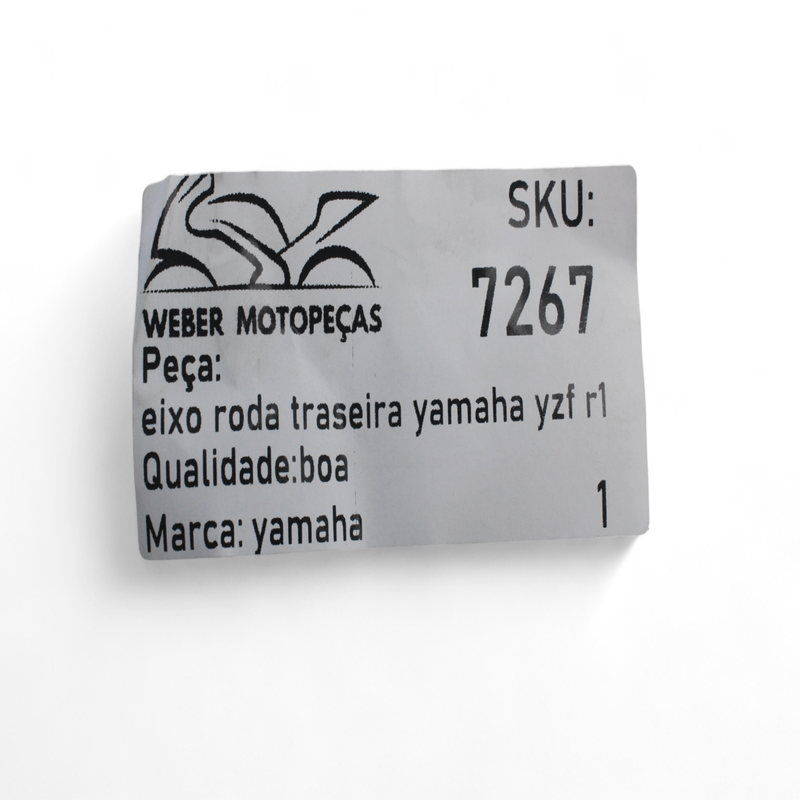 SKU:
7267
WEBER MOTOPEÇAS
Peça:
eixo roda traseira yamaha yzf r1
Qualidade:boa
1
Marca: yamaha